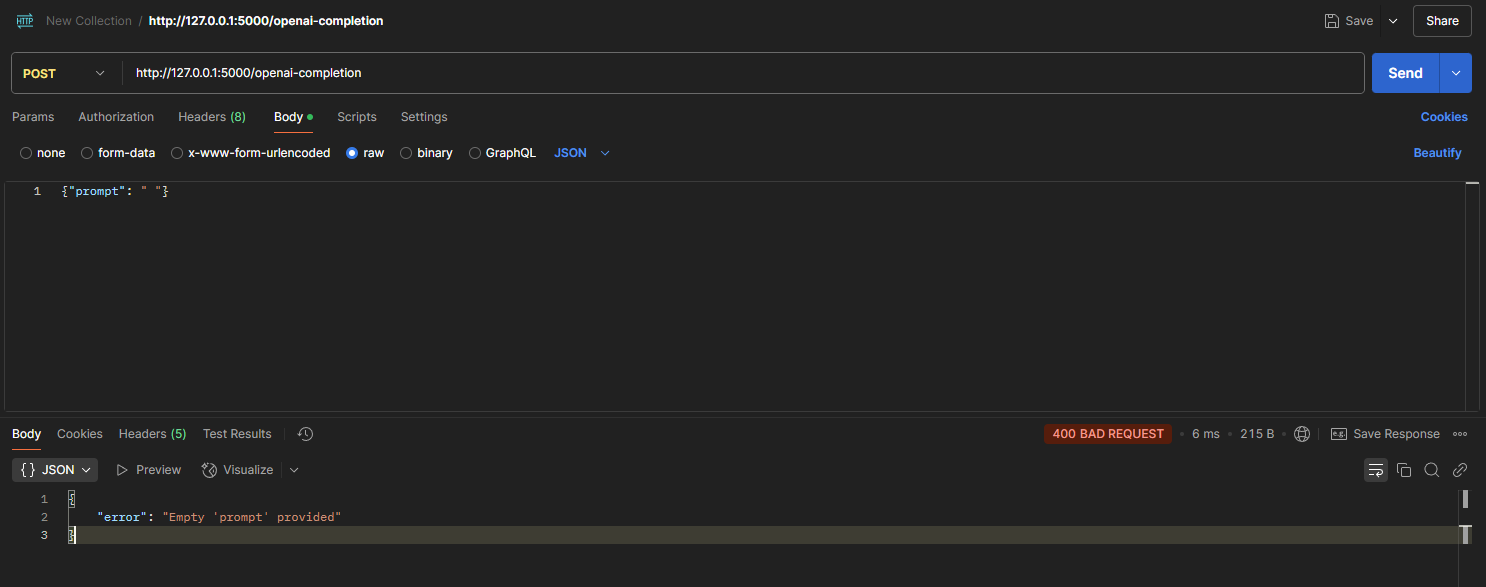 HTTP New Collection / http://127.0.0.1:5000/openai-completion Save Share
POST http://127.0.0.1:5000/openai-completion Send
Params Authorization Headers (8) Body Scripts Settings Cookies
none form-data x-www-form-urlencoded raw binary GraphQL JSON Beautify
1 {"prompt": " "}
Body Cookies Headers (5) Test Results 400 BAD REQUEST 6 ms 215 B e.g. Save Response
{} JSON Preview Visualize
1 {
2 "error": "Empty 'prompt' provided"
3 }